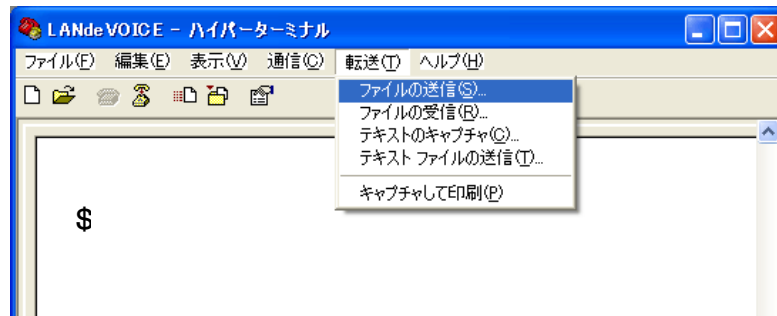 LANdeVOICE - ハイパーターミナル
ファイル(F) 編集(E) 表示(V) 通信(C) 転送(T) ヘルプ(H)
ファイルの送信(S)...
ファイルの受信(R)...
テキストのキャプチャ(C)...
テキスト ファイルの送信(T)...
キャプチャして印刷(P)
$